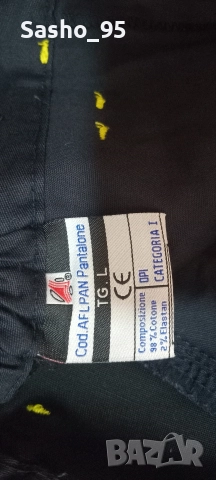 Sasho_95
Cod.AFLPAN Pantalone
TG. L
CE
DPI
CATEGORIA I
Composizione
98% Cotone
2% Elastan
BAZAR